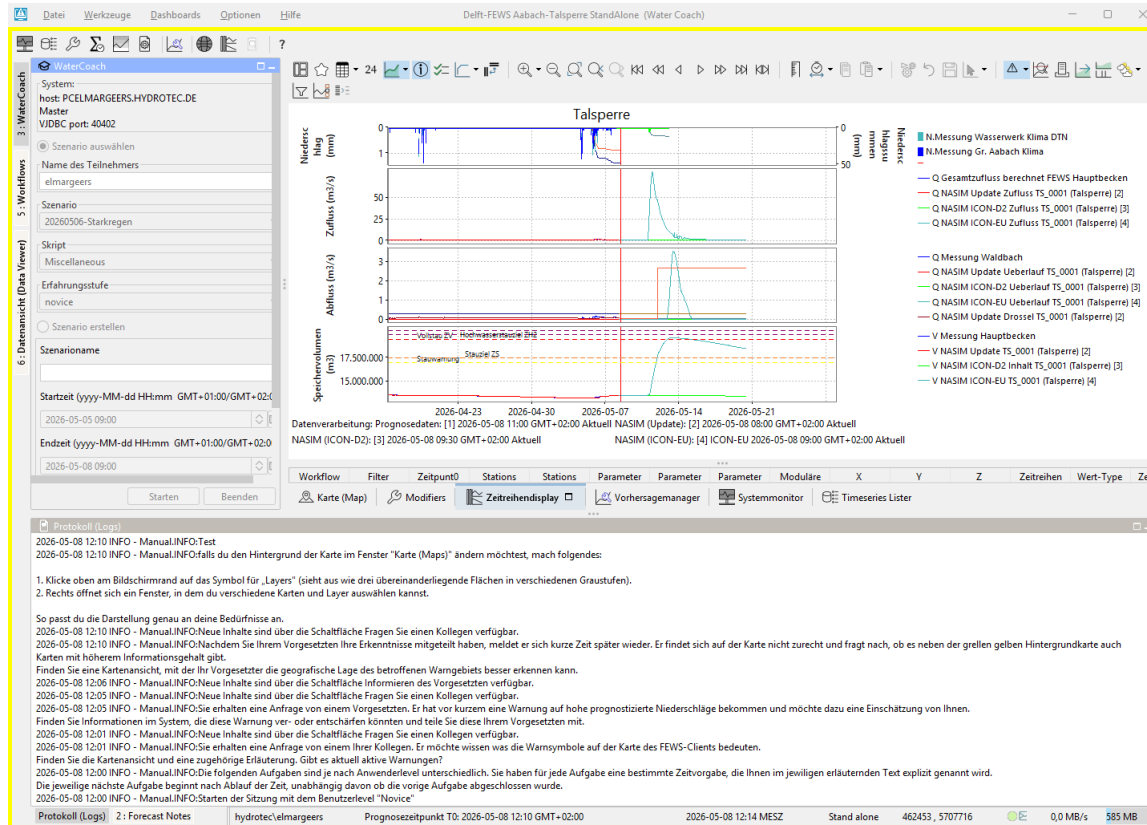 Datei Werkzeuge Dashboards Optionen Hilfe Delft-FEWS Aabach-Talsperre StandAlone (Water Coach)
24 ?
3 : WaterCoach
5 : Workflows
6 : Datenansicht (Data Viewer)
WaterCoach
System:
host: PCELMARGEERS.HYDROTEC.DE
Master
VJDBC port: 40402
Szenario auswählen
Name des Teilnehmers
elmargeers
Szenario
20260506-Starkregen
Skript
Miscellaneous
Erfahrungsstufe
novice
Szenario erstellen
Szenarioname
Startzeit (yyyy-MM-dd HH:mm GMT+01:00/GMT+02:0
2026-05-05 09:00
Endzeit (yyyy-MM-dd HH:mm GMT+01:00/GMT+02:0
2026-05-08 09:00
Starten Beenden
Talsperre
Niedersc
hlag
(mm)
0
1
0
50
Niedersc
hlagssu
mmen
(mm)
N.Messung Wasserwerk Klima DTN
N.Messung Gr. Aabach Klima
Zufluss (m3/s)
50
25
0
Q Gesamtzufluss berechnet FEWS Hauptbecken
Q NASIM Update Zufluss TS_0001 (Talsperre) [2]
Q NASIM ICON-D2 Zufluss TS_0001 (Talsperre) [3]
Q NASIM ICON-EU Zufluss TS_0001 (Talsperre) [4]
Abfluss (m3/s)
3
2
1
0
Q Messung Waldbach
Q NASIM Update Ueberlauf TS_0001 (Talsperre) [2]
Q NASIM ICON-D2 Ueberlauf TS_0001 (Talsperre) [3]
Q NASIM ICON-EU Ueberlauf TS_0001 (Talsperre) [4]
Q NASIM Update Drossel TS_0001 (Talsperre) [2]
Speichervolumen
(m3)
17.500.000
15.000.000
Vollstau ZV Hochwasserstauziel ZH2
Stauwarnung Stauziel ZS
V Messung Hauptbecken
V NASIM Update TS_0001 (Talsperre) [2]
V NASIM ICON-D2 Inhalt TS_0001 (Talsperre) [3]
V NASIM ICON-EU TS_0001 (Talsperre) [4]
2026-04-23 2026-04-30 2026-05-07 2026-05-14 2026-05-21
Datenverarbeitung: Prognosedaten: [1] 2026-05-08 11:00 GMT+02:00 Aktuell NASIM (Update): [2] 2026-05-08 08:00 GMT+02:00 Aktuell
NASIM (ICON-D2): [3] 2026-05-08 09:30 GMT+02:00 Aktuell NASIM (ICON-EU): [4] ICON-EU 2026-05-08 09:00 GMT+02:00 Aktuell
Workflow Filter Zeitpunt0 Stations Stations Parameter Parameter Parameter Moduläre X Y Z Zeitreihen Wert-Type Ze
Karte (Map) Modifiers Zeitreihendisplay Vorhersagemanager Systemmonitor Timeseries Lister
Protokoll (Logs)
2026-05-08 12:10 INFO - Manual.INFO:Test
2026-05-08 12:10 INFO - Manual.INFO:falls du den Hintergrund der Karte im Fenster "Karte (Maps)" ändern möchtest, mach folgendes:
1. Klicke oben am Bildschirmrand auf das Symbol für „Layers" (sieht aus wie drei übereinanderliegende Flächen in verschiedenen Graustufen).
2. Rechts öffnet sich ein Fenster, in dem du verschiedene Karten und Layer auswählen kannst.
So passt du die Darstellung genau an deine Bedürfnisse an.
2026-05-08 12:10 INFO - Manual.INFO:Neue Inhalte sind über die Schaltfläche Fragen Sie einen Kollegen verfügbar.
2026-05-08 12:10 INFO - Manual.INFO:Nachdem Sie Ihrem Vorgesetzten Ihre Erkenntnisse mitgeteilt haben, meldet er sich kurze Zeit später wieder. Er findet sich auf der Karte nicht zurecht und fragt nach, ob es neben der grellen gelben Hintergrundkarte auch
Karten mit höherem Informationsgehalt gibt.
Finden Sie eine Kartenansicht, mit der Ihr Vorgesetzter die geografische Lage des betroffenen Warngebiets besser erkennen kann.
2026-05-08 12:06 INFO - Manual.INFO:Neue Inhalte sind über die Schaltfläche Informieren des Vorgesetzten verfügbar.
2026-05-08 12:05 INFO - Manual.INFO:Neue Inhalte sind über die Schaltfläche Fragen Sie einen Kollegen verfügbar.
2026-05-08 12:05 INFO - Manual.INFO:Sie erhalten eine Anfrage von einem Vorgesetzten. Er hat vor kurzem eine Warnung auf hohe prognostizierte Niederschläge bekommen und möchte dazu eine Einschätzung von Ihnen.
Finden Sie Informationen im System, die diese Warnung ver- oder entschärfen könnten und teile Sie diese Ihrem Vorgesetzten mit.
2026-05-08 12:01 INFO - Manual.INFO:Neue Inhalte sind über die Schaltfläche Fragen Sie einen Kollegen verfügbar.
2026-05-08 12:01 INFO - Manual.INFO:Sie erhalten eine Anfrage von einem Ihrer Kollegen. Er möchte wissen was die Warnsymbole auf der Karte des FEWS-Clients bedeuten.
Finden Sie die Kartenansicht und eine zugehörige Erläuterung. Gibt es aktuell aktive Warnungen?
2026-05-08 12:00 INFO - Manual.INFO:Die folgenden Aufgaben sind je nach Anwenderlevel unterschiedlich. Sie haben für jede Aufgabe eine bestimmte Zeitvorgabe, die Ihnen im jewiligen erläuternden Text explizit genannt wird.
Die jeweilige nächste Aufgabe beginnt nach Ablauf der Zeit, unabhängig davon ob die vorige Aufgabe abgeschlossen wurde.
2026-05-08 12:00 INFO - Manual.INFO:Starten der Sitzung mit dem Benutzerlevel "Novice"
Protokoll (Logs) 2 : Forecast Notes hydrotec\elmargeers Prognosezeitpunkt T0: 2026-05-08 12:10 GMT+02:00 2026-05-08 12:14 MESZ Stand alone 462453 , 5707716 0,0 MB/s 585 MB